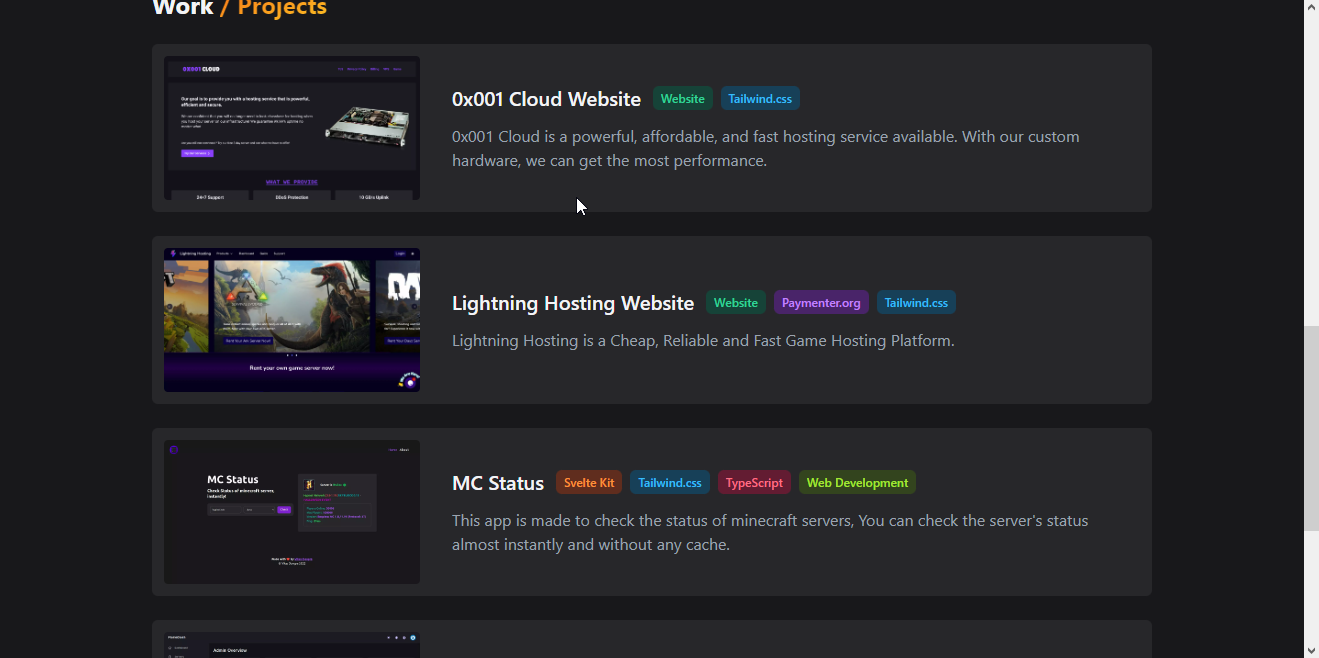 Work / Projects
0X001 CLOUD
Our goal is to provide you with a hosting service that is powerful,
efficient and secure.
WHAT WE PROVIDE
24-7 Support
DDoS Protection
10 GB/s Uplink
0x001 Cloud Website
Website
Tailwind.css
0x001 Cloud is a powerful, affordable, and fast hosting service available. With our custom
hardware, we can get the most performance.
Lightning Hosting
Login
Rent your own game server now!
Lightning Hosting Website
Website
Paymenter.org
Tailwind.css
Lightning Hosting is a Cheap, Reliable and Fast Game Hosting Platform.
MC Status
Check Status of minecraft server,
instantly!
MC Status
Svelte Kit
Tailwind.css
TypeScript
Web Development
This app is made to check the status of minecraft servers, You can check the server's status
almost instantly and without any cache.
Admin Overview